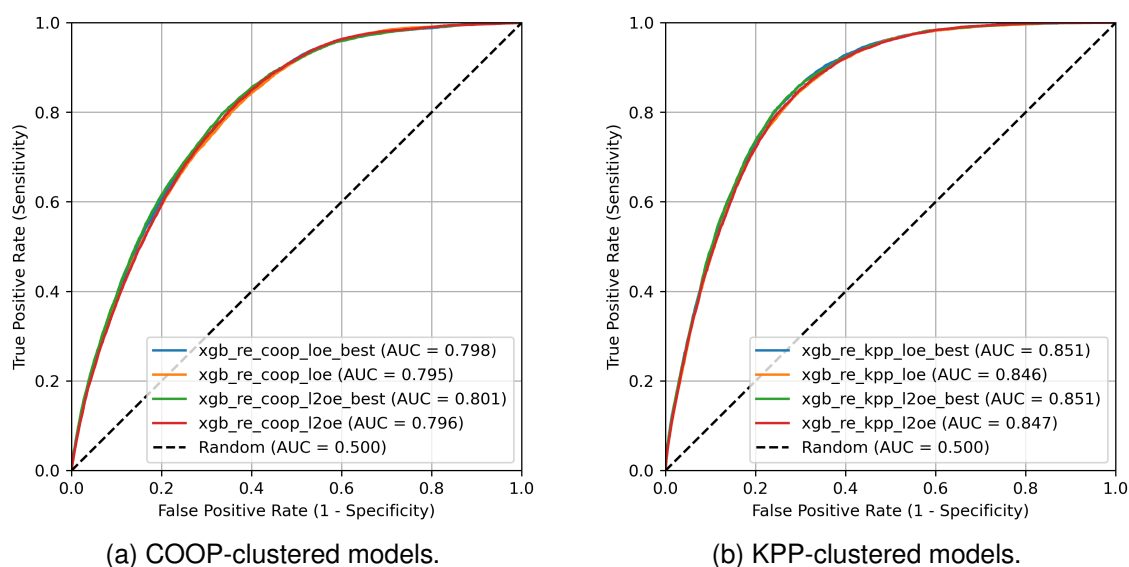 1.0
0.8
0.6
0.4
0.2
0.0
True Positive Rate (Sensitivity)
xgb_re_coop_loe_best (AUC = 0.798)
xgb_re_coop_loe (AUC = 0.795)
xgb_re_coop_l2oe_best (AUC = 0.801)
xgb_re_coop_l2oe (AUC = 0.796)
Random (AUC = 0.500)
0.0 0.2 0.4 0.6 0.8 1.0
False Positive Rate (1 - Specificity)
(a) COOP-clustered models.
1.0
0.8
0.6
0.4
0.2
0.0
True Positive Rate (Sensitivity)
xgb_re_kpp_loe_best (AUC = 0.851)
xgb_re_kpp_loe (AUC = 0.846)
xgb_re_kpp_l2oe_best (AUC = 0.851)
xgb_re_kpp_l2oe (AUC = 0.847)
Random (AUC = 0.500)
0.0 0.2 0.4 0.6 0.8 1.0
False Positive Rate (1 - Specificity)
(b) KPP-clustered models.